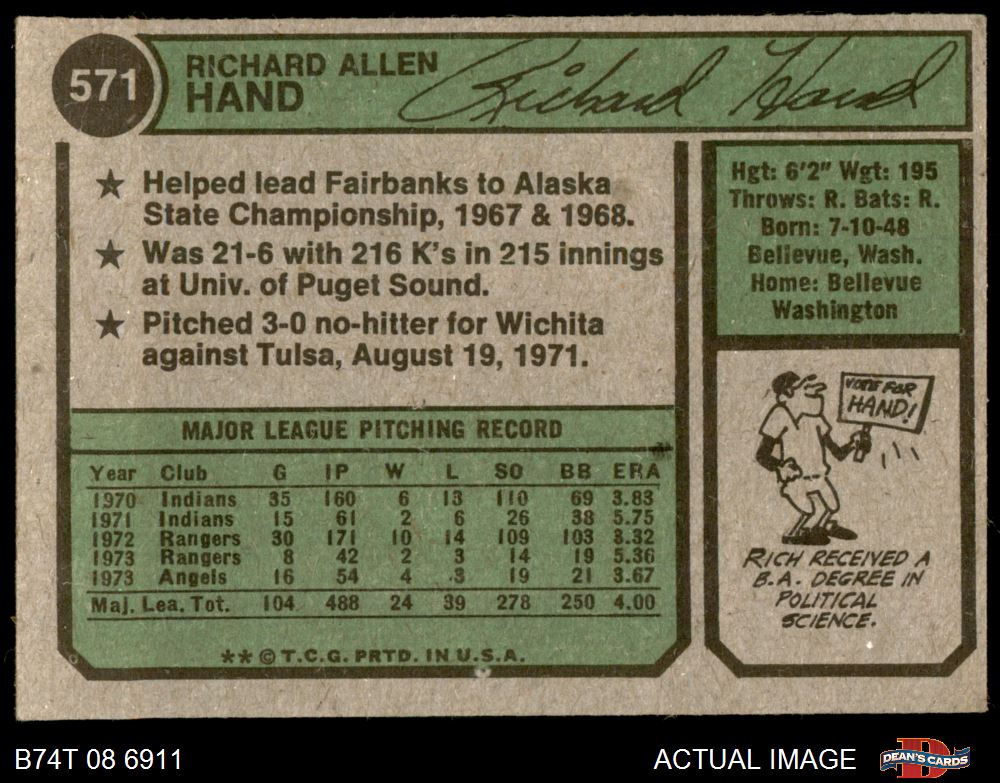 571
RICHARD ALLEN
HAND
Richard Hand
★ Helped lead Fairbanks to Alaska
State Championship, 1967 & 1968.
★ Was 21-6 with 216 K's in 215 innings
at Univ. of Puget Sound.
★ Pitched 3-0 no-hitter for Wichita
against Tulsa, August 19, 1971.
Hgt: 6'2" Wgt: 195
Throws: R. Bats: R.
Born: 7-10-48
Bellevue, Wash.
Home: Bellevue
Washington
MAJOR LEAGUE PITCHING RECORD
Year Club G IP W L SO BB ERA
1970 Indians 35 160 6 13 110 69 3.83
1971 Indians 15 61 2 6 26 38 5.75
1972 Rangers 30 171 10 14 109 103 3.32
1973 Rangers 8 42 2 3 14 19 5.36
1973 Angels 16 54 4 3 19 21 3.67
Maj. Lea. Tot. 104 488 24 39 278 250 4.00
** © T.C.G. PRTD. IN U.S.A.
VOTE FOR
HAND!
RICH RECEIVED A
B.A. DEGREE IN
POLITICAL
SCIENCE.
B74T 08 6911
ACTUAL IMAGE
DEAN'S CARDS